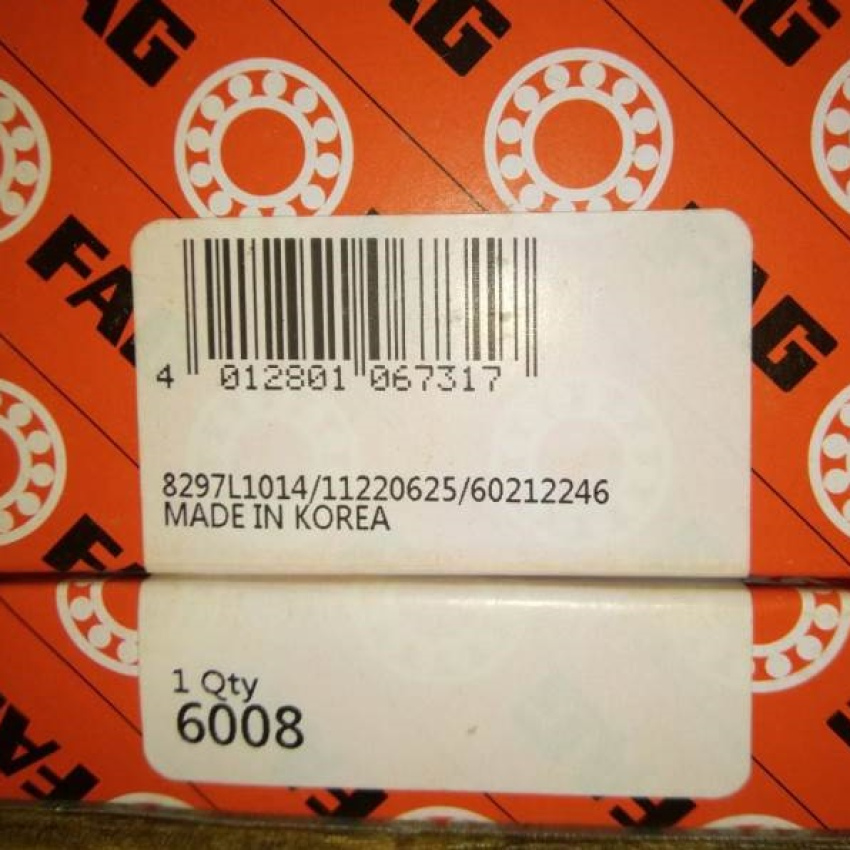 FAG
4 012801 067317
8297L1014/11220625/60212246
MADE IN KOREA
1 Qty
6008